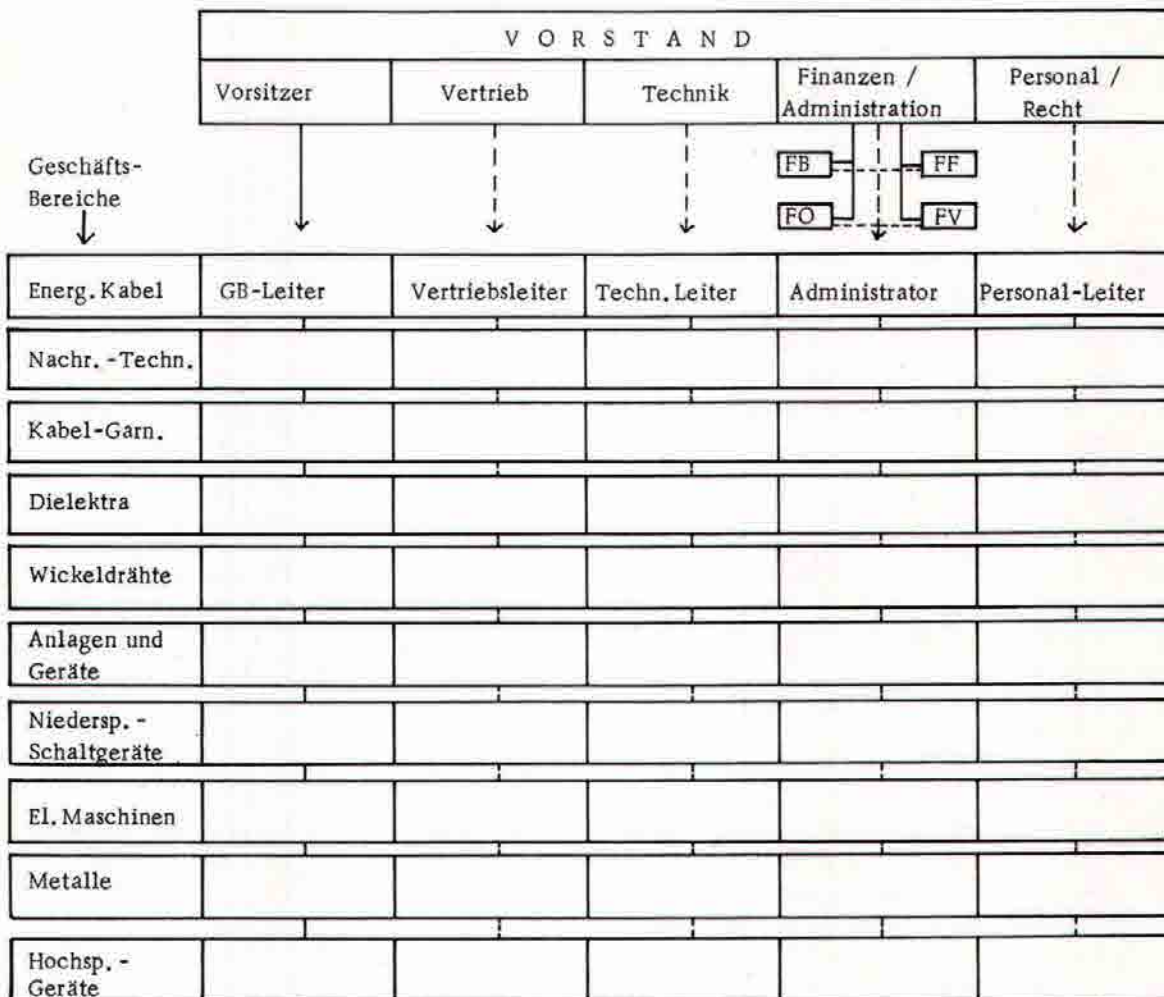 V O R S T A N D
Vorsitzer
Vertrieb
Technik
Finanzen /
Administration
Personal /
Recht
Geschäfts-
Bereiche
FB
FF
FO
FV
Energ. Kabel
GB-Leiter
Vertriebsleiter
Techn. Leiter
Administrator
Personal-Leiter
Nachr. -Techn.
Kabel-Garn.
Dielektra
Wickeldrähte
Anlagen und
Geräte
Niedersp. -
Schaltgeräte
El. Maschinen
Metalle
Hochsp. -
Geräte